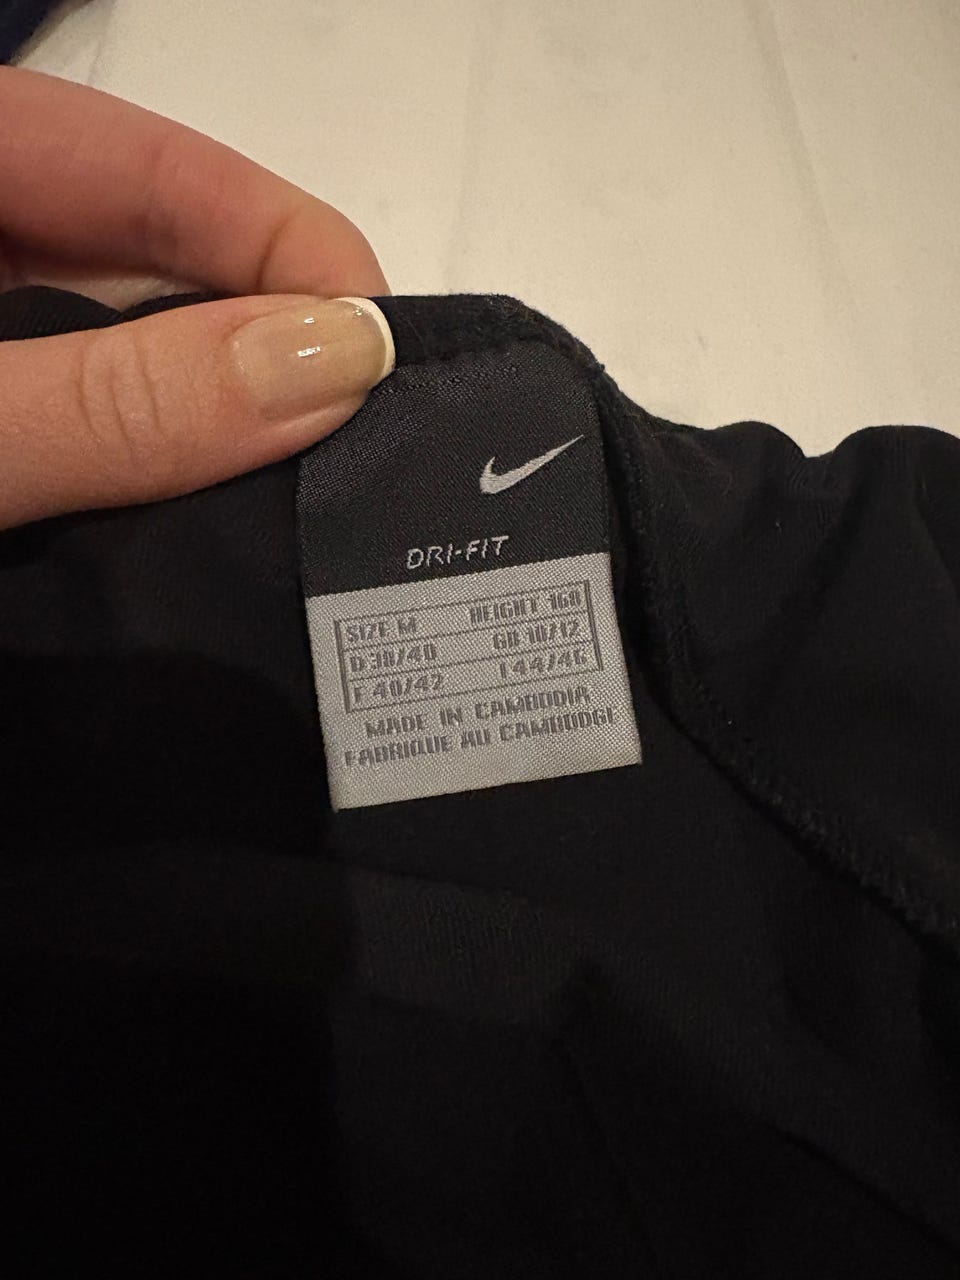 DRI-FIT
SIZE M HEIGHT 168
D 38/40 GB 10/12
F 40/42 I 44/46
MADE IN CAMBODIA
FABRIQUE AU CAMBODGE